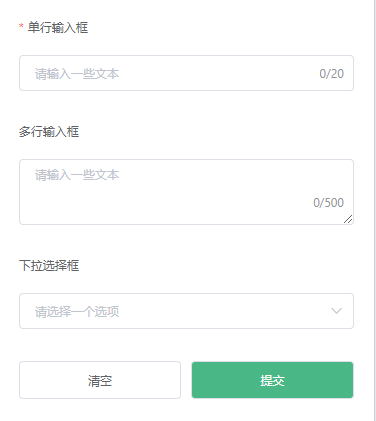 * 单行输入框
请输入一些文本 0/20
多行输入框
请输入一些文本
0/500
下拉选择框
请选择一个选项
清空 提交